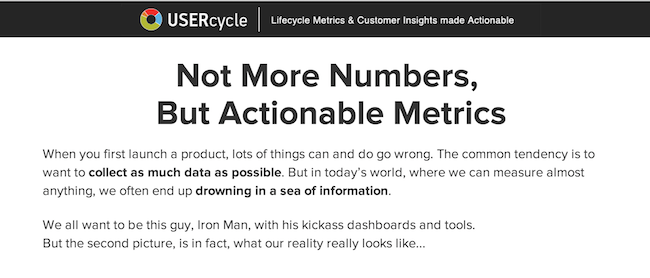 USERcycle
Lifecycle Metrics & Customer Insights made Actionable
Not More Numbers,
But Actionable Metrics
When you first launch a product, lots of things can and do go wrong. The common tendency is to
want to collect as much data as possible. But in today's world, where we can measure almost
anything, we often end up drowning in a sea of information.
We all want to be this guy, Iron Man, with his kickass dashboards and tools.
But the second picture, is in fact, what our reality really looks like...